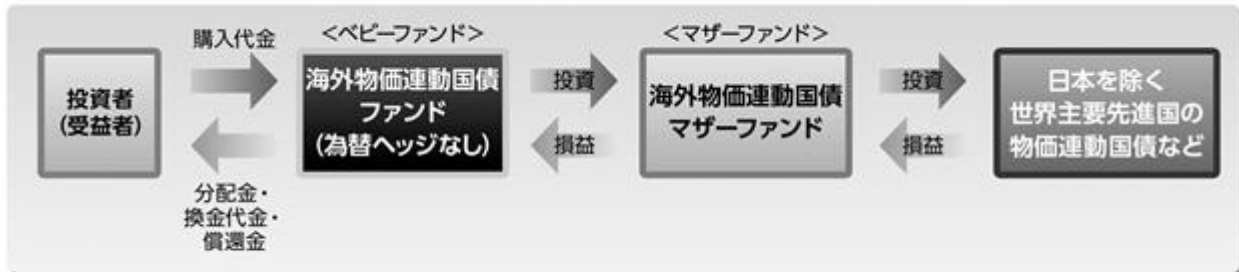 購入代金
<ベビーファンド>
<マザーファンド>
投資者
(受益者)
海外物価連動国債
ファンド
(為替ヘッジなし)
投資
損益
海外物価連動国債
マザーファンド
投資
損益
日本を除く
世界主要先進国の
物価連動国債など
分配金・
換金代金・
償還金